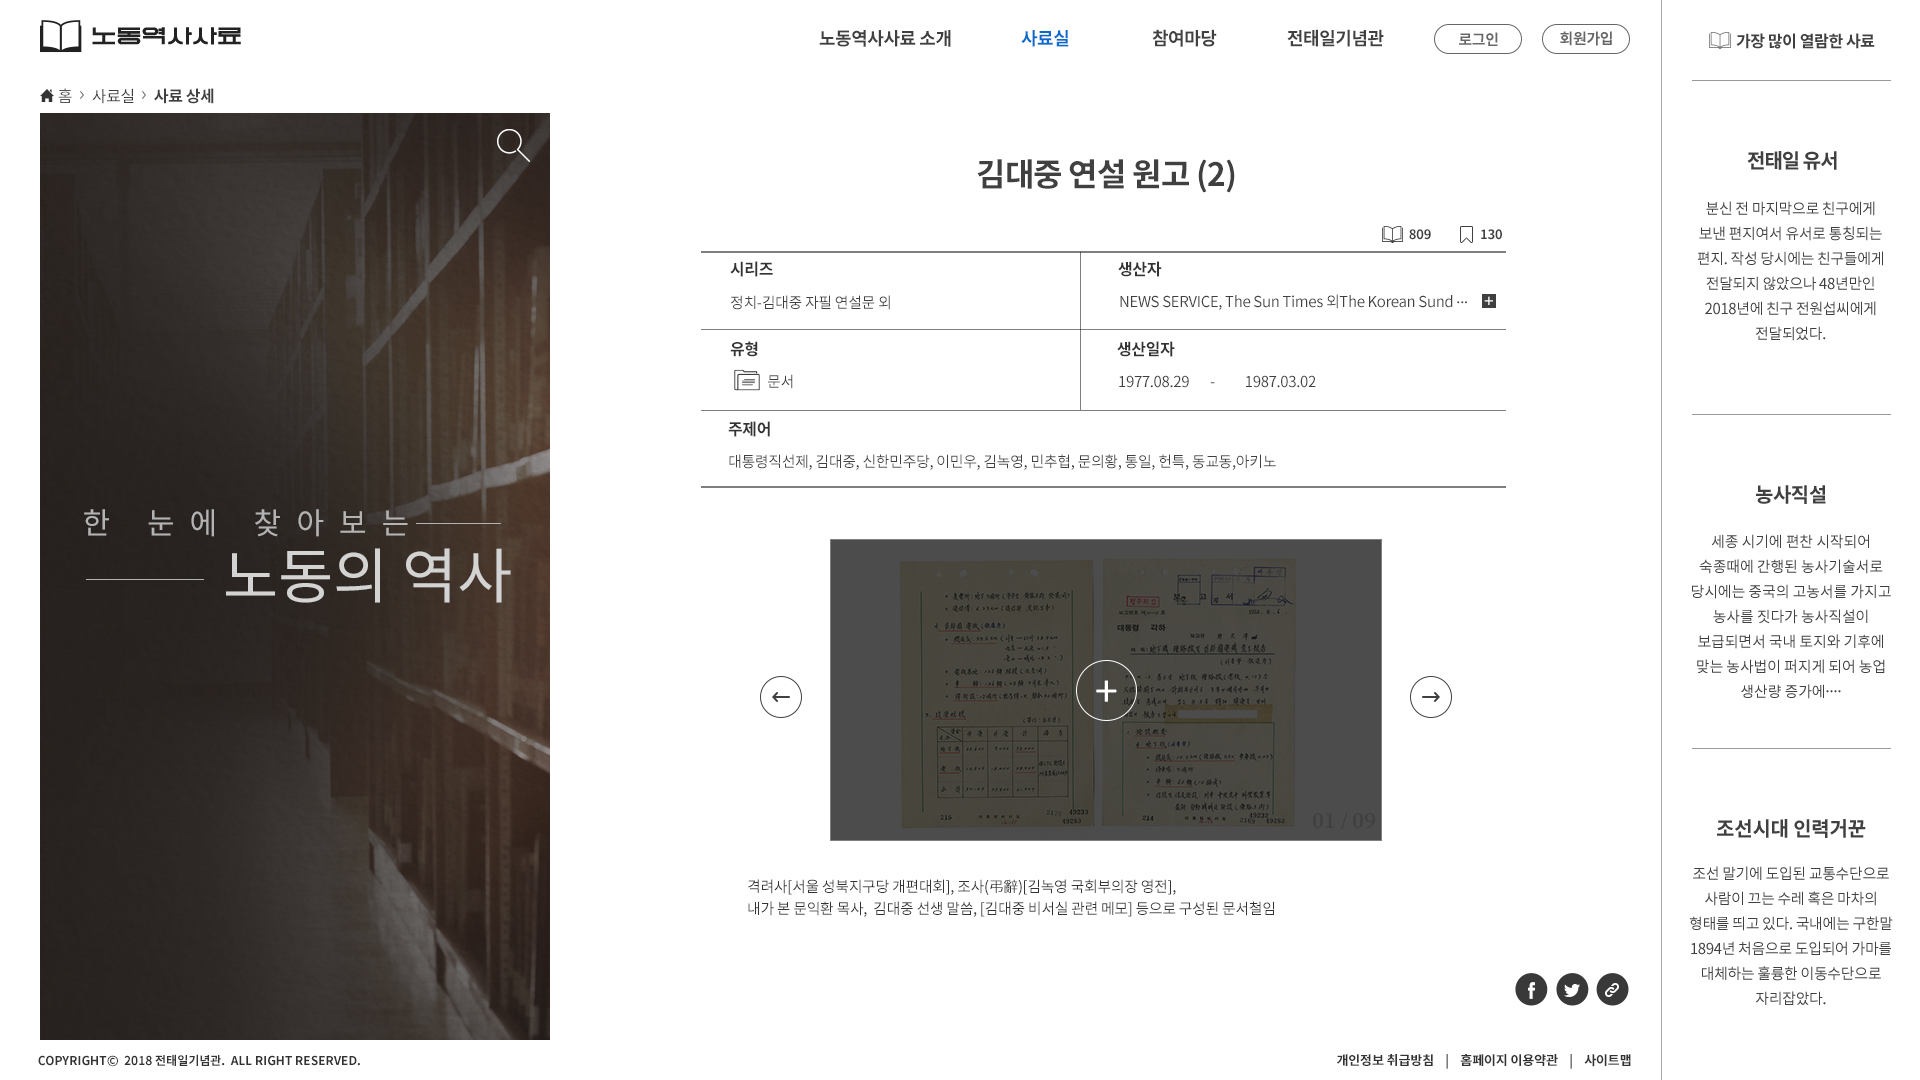 노동역사사료
노동역사사료 소개
사료실
참여마당
전태일기념관
로그인
회원가입
홈 > 사료실 > 사료 상세
한 눈에 찾아보는
노동의 역사
김대중 연설 원고 (2)
809
130
시리즈
정치-김대중 자필 연설문 외
생산자
NEWS SERVICE, The Sun Times 외The Korean Sund ···
유형
문서
생산일자
1977.08.29 - 1987.03.02
주제어
대통령직선제, 김대중, 신한민주당, 이민우, 김녹영, 민추협, 문의황, 통일, 헌특, 동교동,아키노
대통령 각하
01 / 09
격려사[서울 성북지구당 개편대회], 조사(弔辭)[김녹영 국회부의장 영전],
내가 본 문익환 목사, 김대중 선생 말씀, [김대중 비서실 관련 메모] 등으로 구성된 문서철임
COPYRIGHT© 2018 전태일기념관. ALL RIGHT RESERVED.
개인정보 취급방침 | 홈페이지 이용약관 | 사이트맵
가장 많이 열람한 사료
전태일 유서
분신 전 마지막으로 친구에게
보낸 편지여서 유서로 통칭되는
편지. 작성 당시에는 친구들에게
전달되지 않았으나 48년만인
2018년에 친구 전원섭씨에게
전달되었다.
농사직설
세종 시기에 편찬 시작되어
숙종때에 간행된 농사기술서로
당시에는 중국의 고농서를 가지고
농사를 짓다가 농사직설이
보급되면서 국내 토지와 기후에
맞는 농사법이 퍼지게 되어 농업
생산량 증가에····
조선시대 인력거꾼
조선 말기에 도입된 교통수단으로
사람이 끄는 수레 혹은 마차의
형태를 띄고 있다. 국내에는 구한말
1894년 처음으로 도입되어 가마를
대체하는 훌륭한 이동수단으로
자리잡았다.